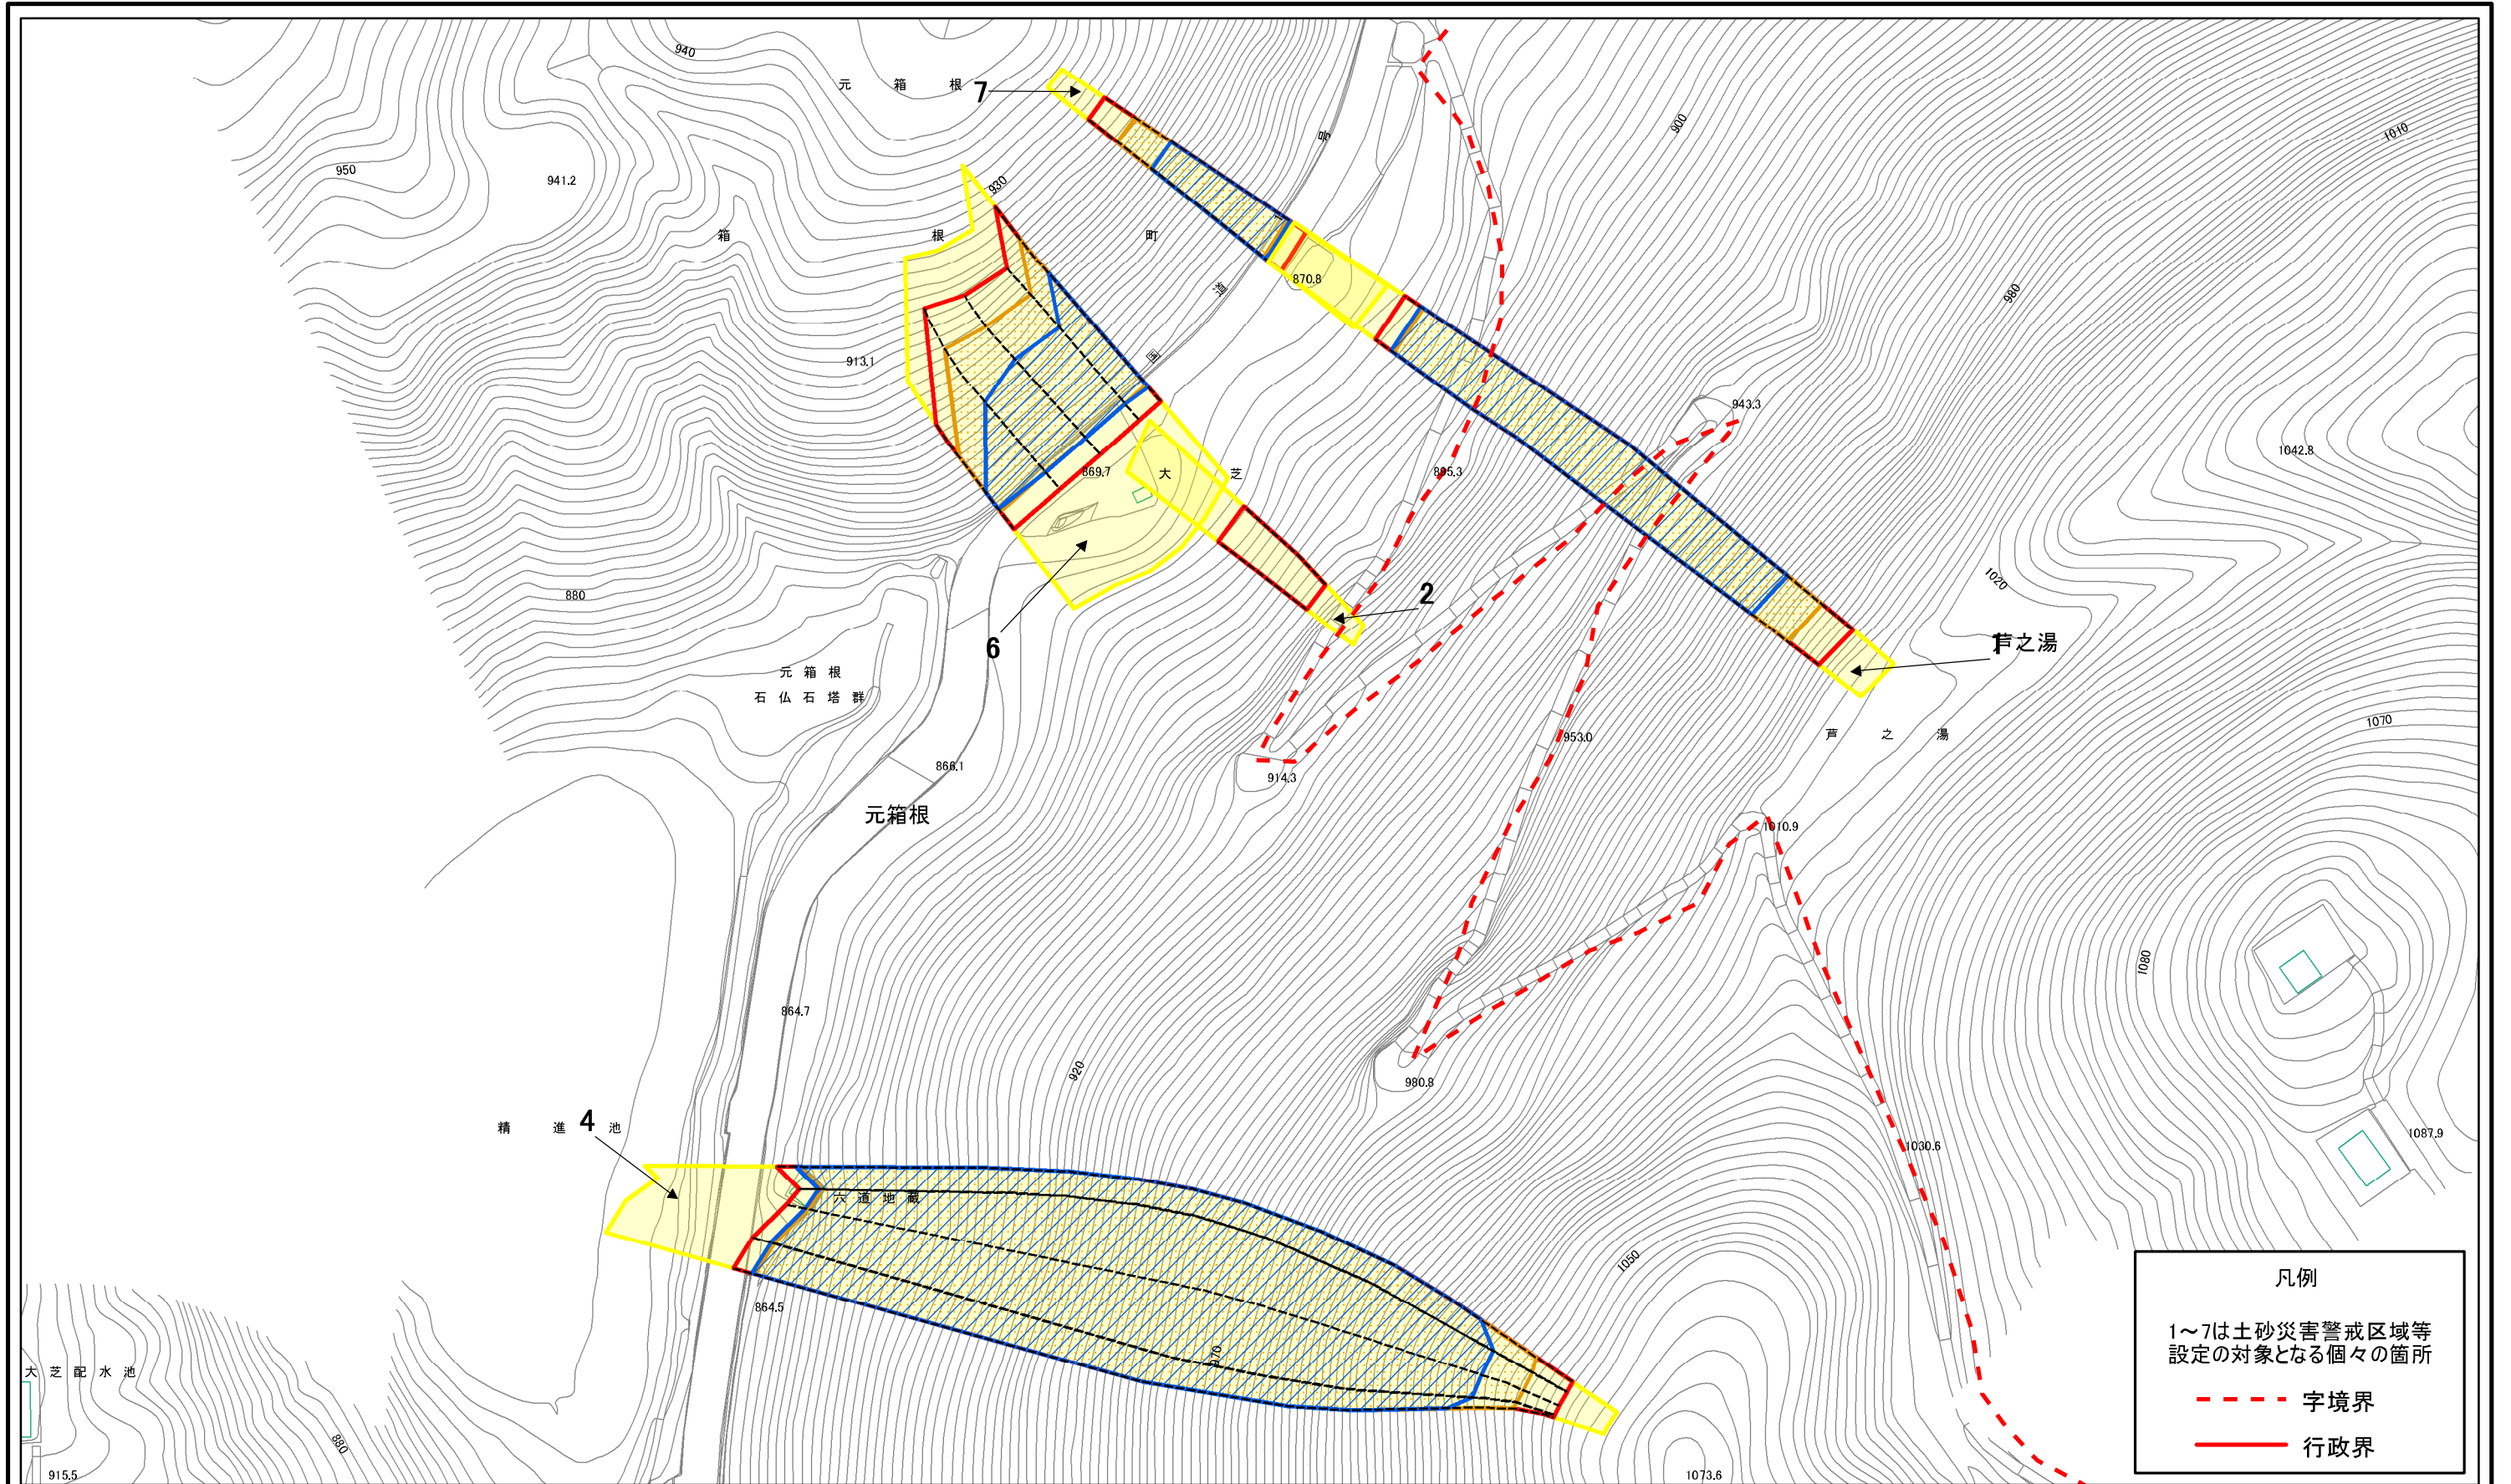 940
元 箱 根
7
900
1010
950
941.2
930
箱 根 町
870.8
道
980
913.1
943.3
1042.8
869.7
大 芝
895.3
880
2
1020
6
1
芦之湯
元 箱 根
石 仏 石 塔 群
1070
953.0
芦 之 湯
866.1
914.3
元箱根
1010.9
1080
864.7
920
980.8
精 進 池
4
1030.6
1087.9
六 道 地 蔵
1050
864.5
970
大 芝 配 水 池
880
915.5
1073.6
凡例
1～7は土砂災害警戒区域等
設定の対象となる個々の箇所
字境界
行政界